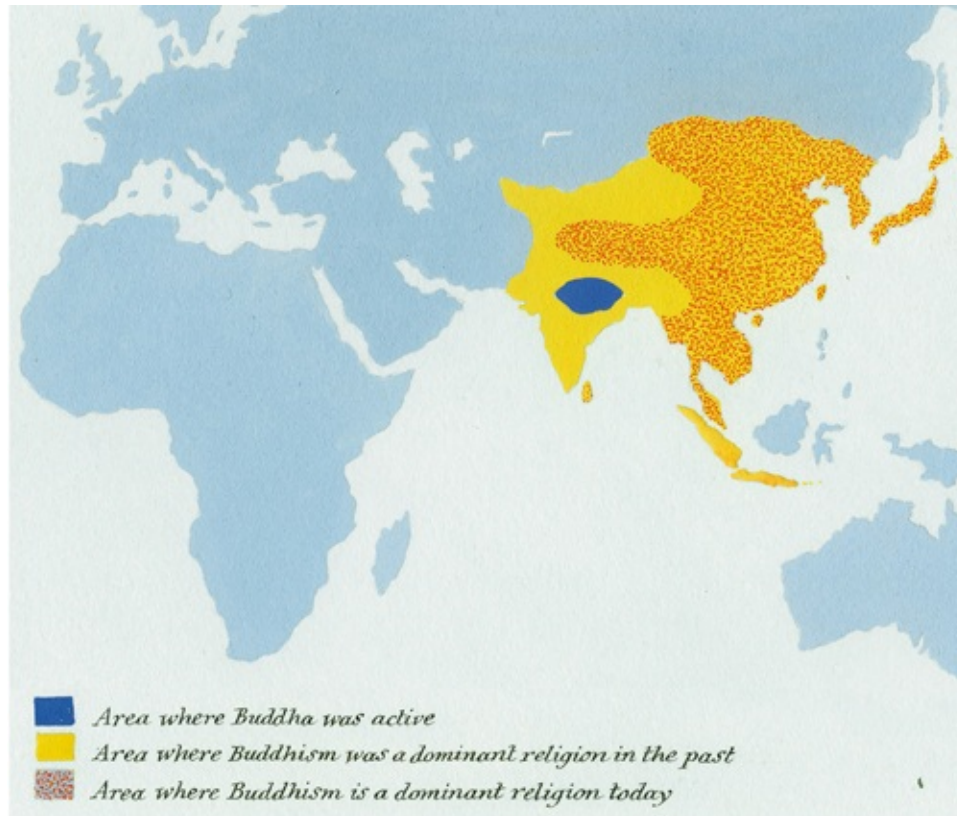 Area where Buddha was active
Area where Buddhism was a dominant religion in the past
Area where Buddhism is a dominant religion today